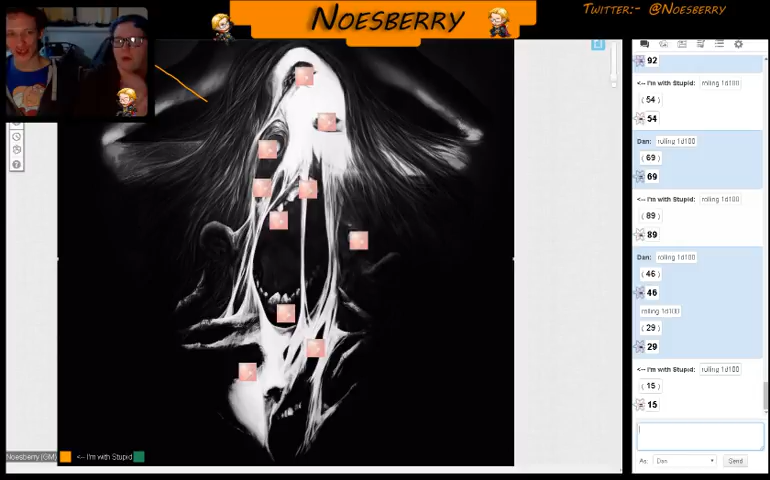 Noesberry
Twitter:- @Noesberry
92
<-- I'm with Stupid: rolling 1d100
(54)
54
Dan: rolling 1d100
(69)
69
<-- I'm with Stupid: rolling 1d100
(89)
89
Dan: rolling 1d100
(46)
46
rolling 1d100
(29)
29
<-- I'm with Stupid: rolling 1d100
(15)
15
As: Dan Send
Noesberry (GM) <-- I'm with Stupid